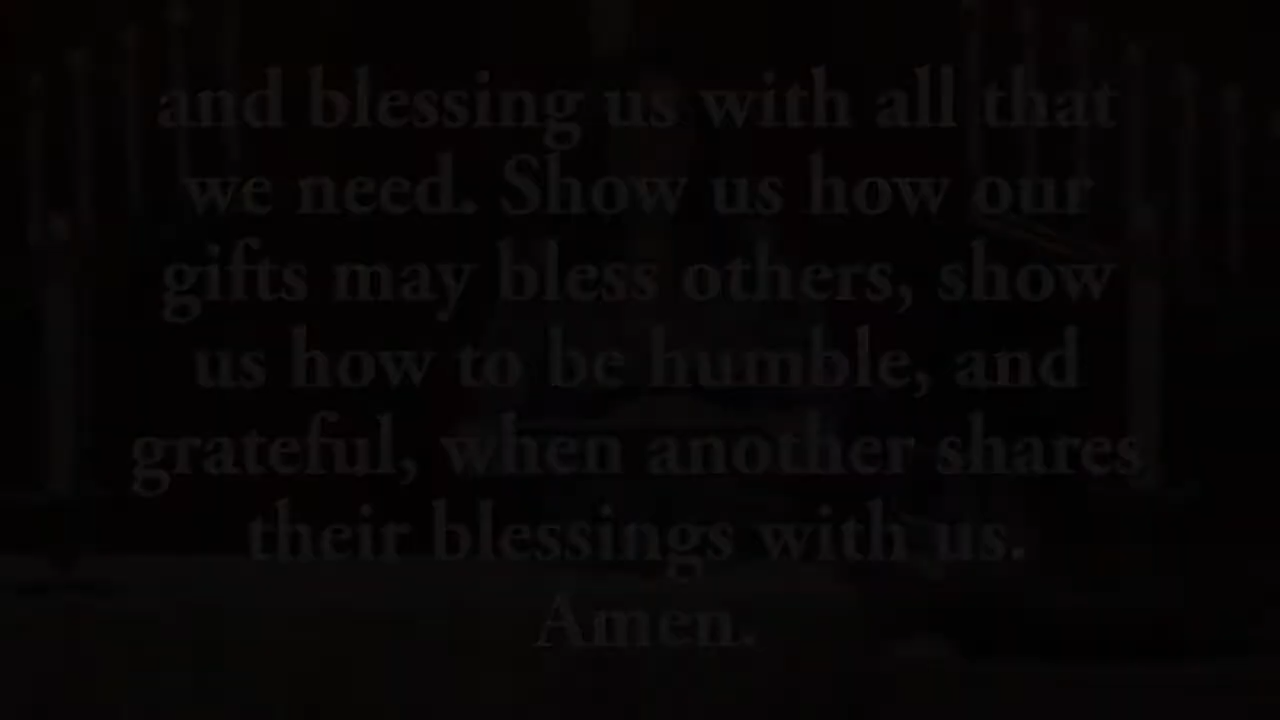 and blessing us with all that
we need. Show us how our
gifts may bless others, show
us how to be humble, and
grateful, when another shares
their blessings with us.
Amen.